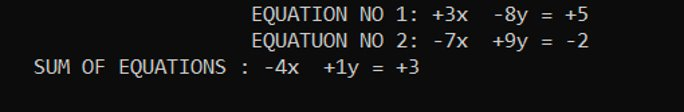 EQUATION NO 1: +3x  -8y = +5
EQUATUON NO 2: -7x  +9y = -2
SUM OF EQUATIONS : -4x  +1y = +3